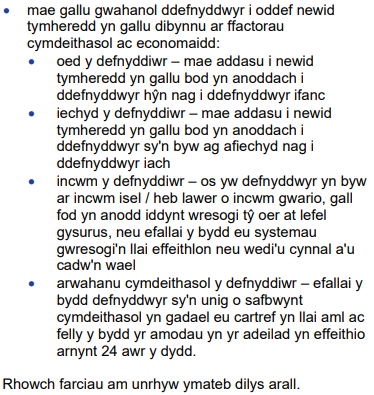 • mae gallu gwahanol ddefnyddwyr i oddef newid
tymheredd yn gallu dibynnu ar ffactorau
cymdeithasol ac economaidd:
• oed y defnyddiwr – mae addasu i newid
tymheredd yn gallu bod yn anoddach i
ddefnyddwyr hŷn nag i ddefnyddwyr ifanc
• iechyd y defnyddiwr – mae addasu i newid
tymheredd yn gallu bod yn anoddach i
ddefnyddwyr sy'n byw ag afiechyd nag i
ddefnyddwyr iach
• incwm y defnyddiwr – os yw defnyddwyr yn byw
ar incwm isel / heb lawer o incwm gwario, gall
fod yn anodd iddynt wresogi tŷ oer at lefel
gysurus, neu efallai y bydd eu systemau
gwresogi'n llai effeithlon neu wedi'u cynnal a'u
cadw'n wael
• arwahanu cymdeithasol y defnyddiwr – efallai y
bydd defnyddwyr sy'n unig o safbwynt
cymdeithasol yn gadael eu cartref yn llai aml ac
felly y bydd yr amodau yn yr adeilad yn effeithio
arnynt 24 awr y dydd.
Rhowch farciau am unrhyw ymateb dilys arall.